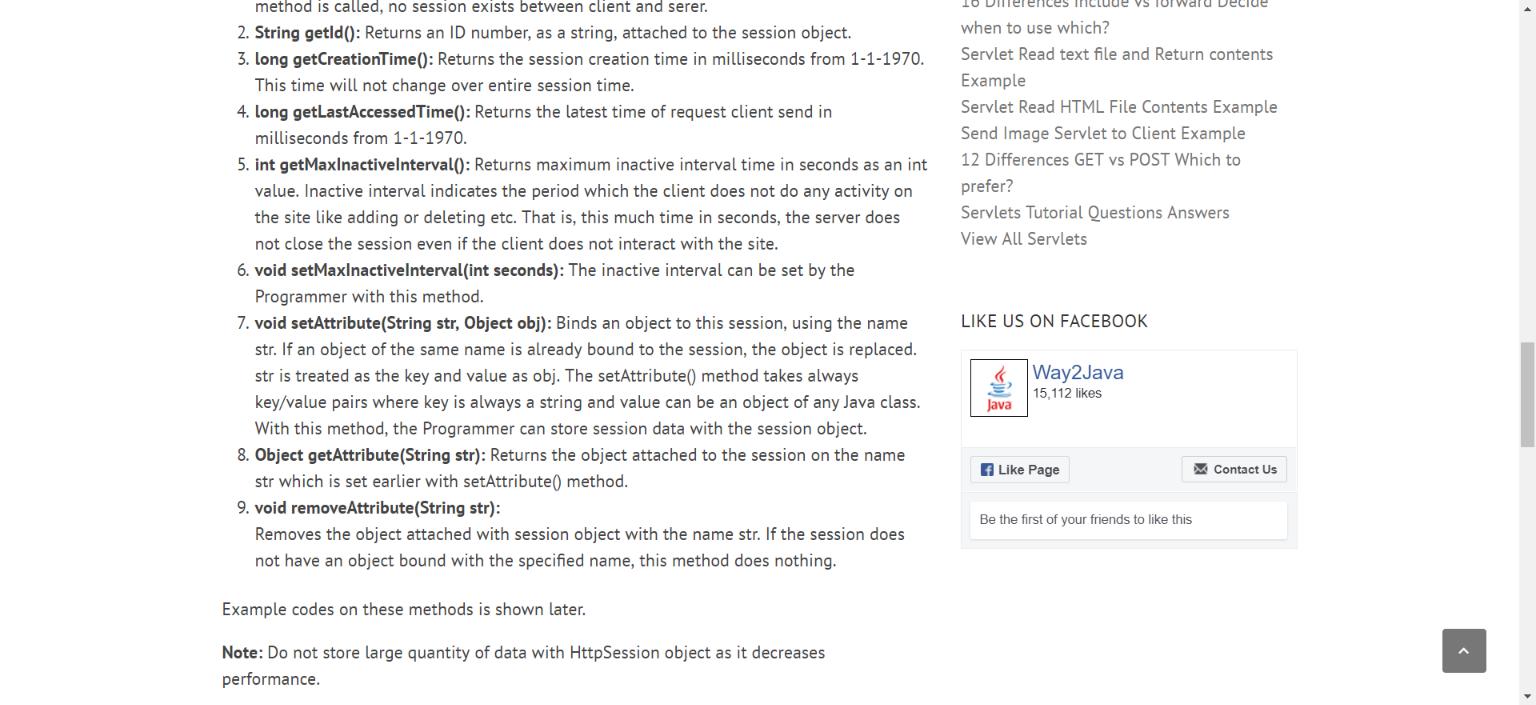 method is called, no session exists between client and serer.
2. String getId(): Returns an ID number, as a string, attached to the session object.
3. long getCreationTime(): Returns the session creation time in milliseconds from 1-1-1970.
This time will not change over entire session time.
4. long getLastAccessedTime(): Returns the latest time of request client send in
milliseconds from 1-1-1970.
5. int getMaxInactiveInterval(): Returns maximum inactive interval time in seconds as an int
value. Inactive interval indicates the period which the client does not do any activity on
the site like adding or deleting etc. That is, this much time in seconds, the server does
not close the session even if the client does not interact with the site.
6. void setMaxInactiveInterval(int seconds): The inactive interval can be set by the
Programmer with this method.
7. void setAttribute(String str, Object obj): Binds an object to this session, using the name
str. If an object of the same name is already bound to the session, the object is replaced.
str is treated as the key and value as obj. The setAttribute() method takes always
key/value pairs where key is always a string and value can be an object of any Java class.
With this method, the Programmer can store session data with the session object.
8. Object getAttribute(String str): Returns the object attached to the session on the name
str which is set earlier with setAttribute() method.
9. void removeAttribute(String str):
Removes the object attached with session object with the name str. If the session does
not have an object bound with the specified name, this method does nothing.
Example codes on these methods is shown later.
Note: Do not store large quantity of data with HttpSession object as it decreases
performance.
16 Differences Include vs forward Decide
when to use which?
Servlet Read text file and Return contents
Example
Servlet Read HTML File Contents Example
Send Image Servlet to Client Example
12 Differences GET vs POST Which to
prefer?
Servlets Tutorial Questions Answers
View All Servlets
LIKE US ON FACEBOOK
Java
Way2Java
15,112 likes
Like Page
Contact Us
Be the first of your friends to like this